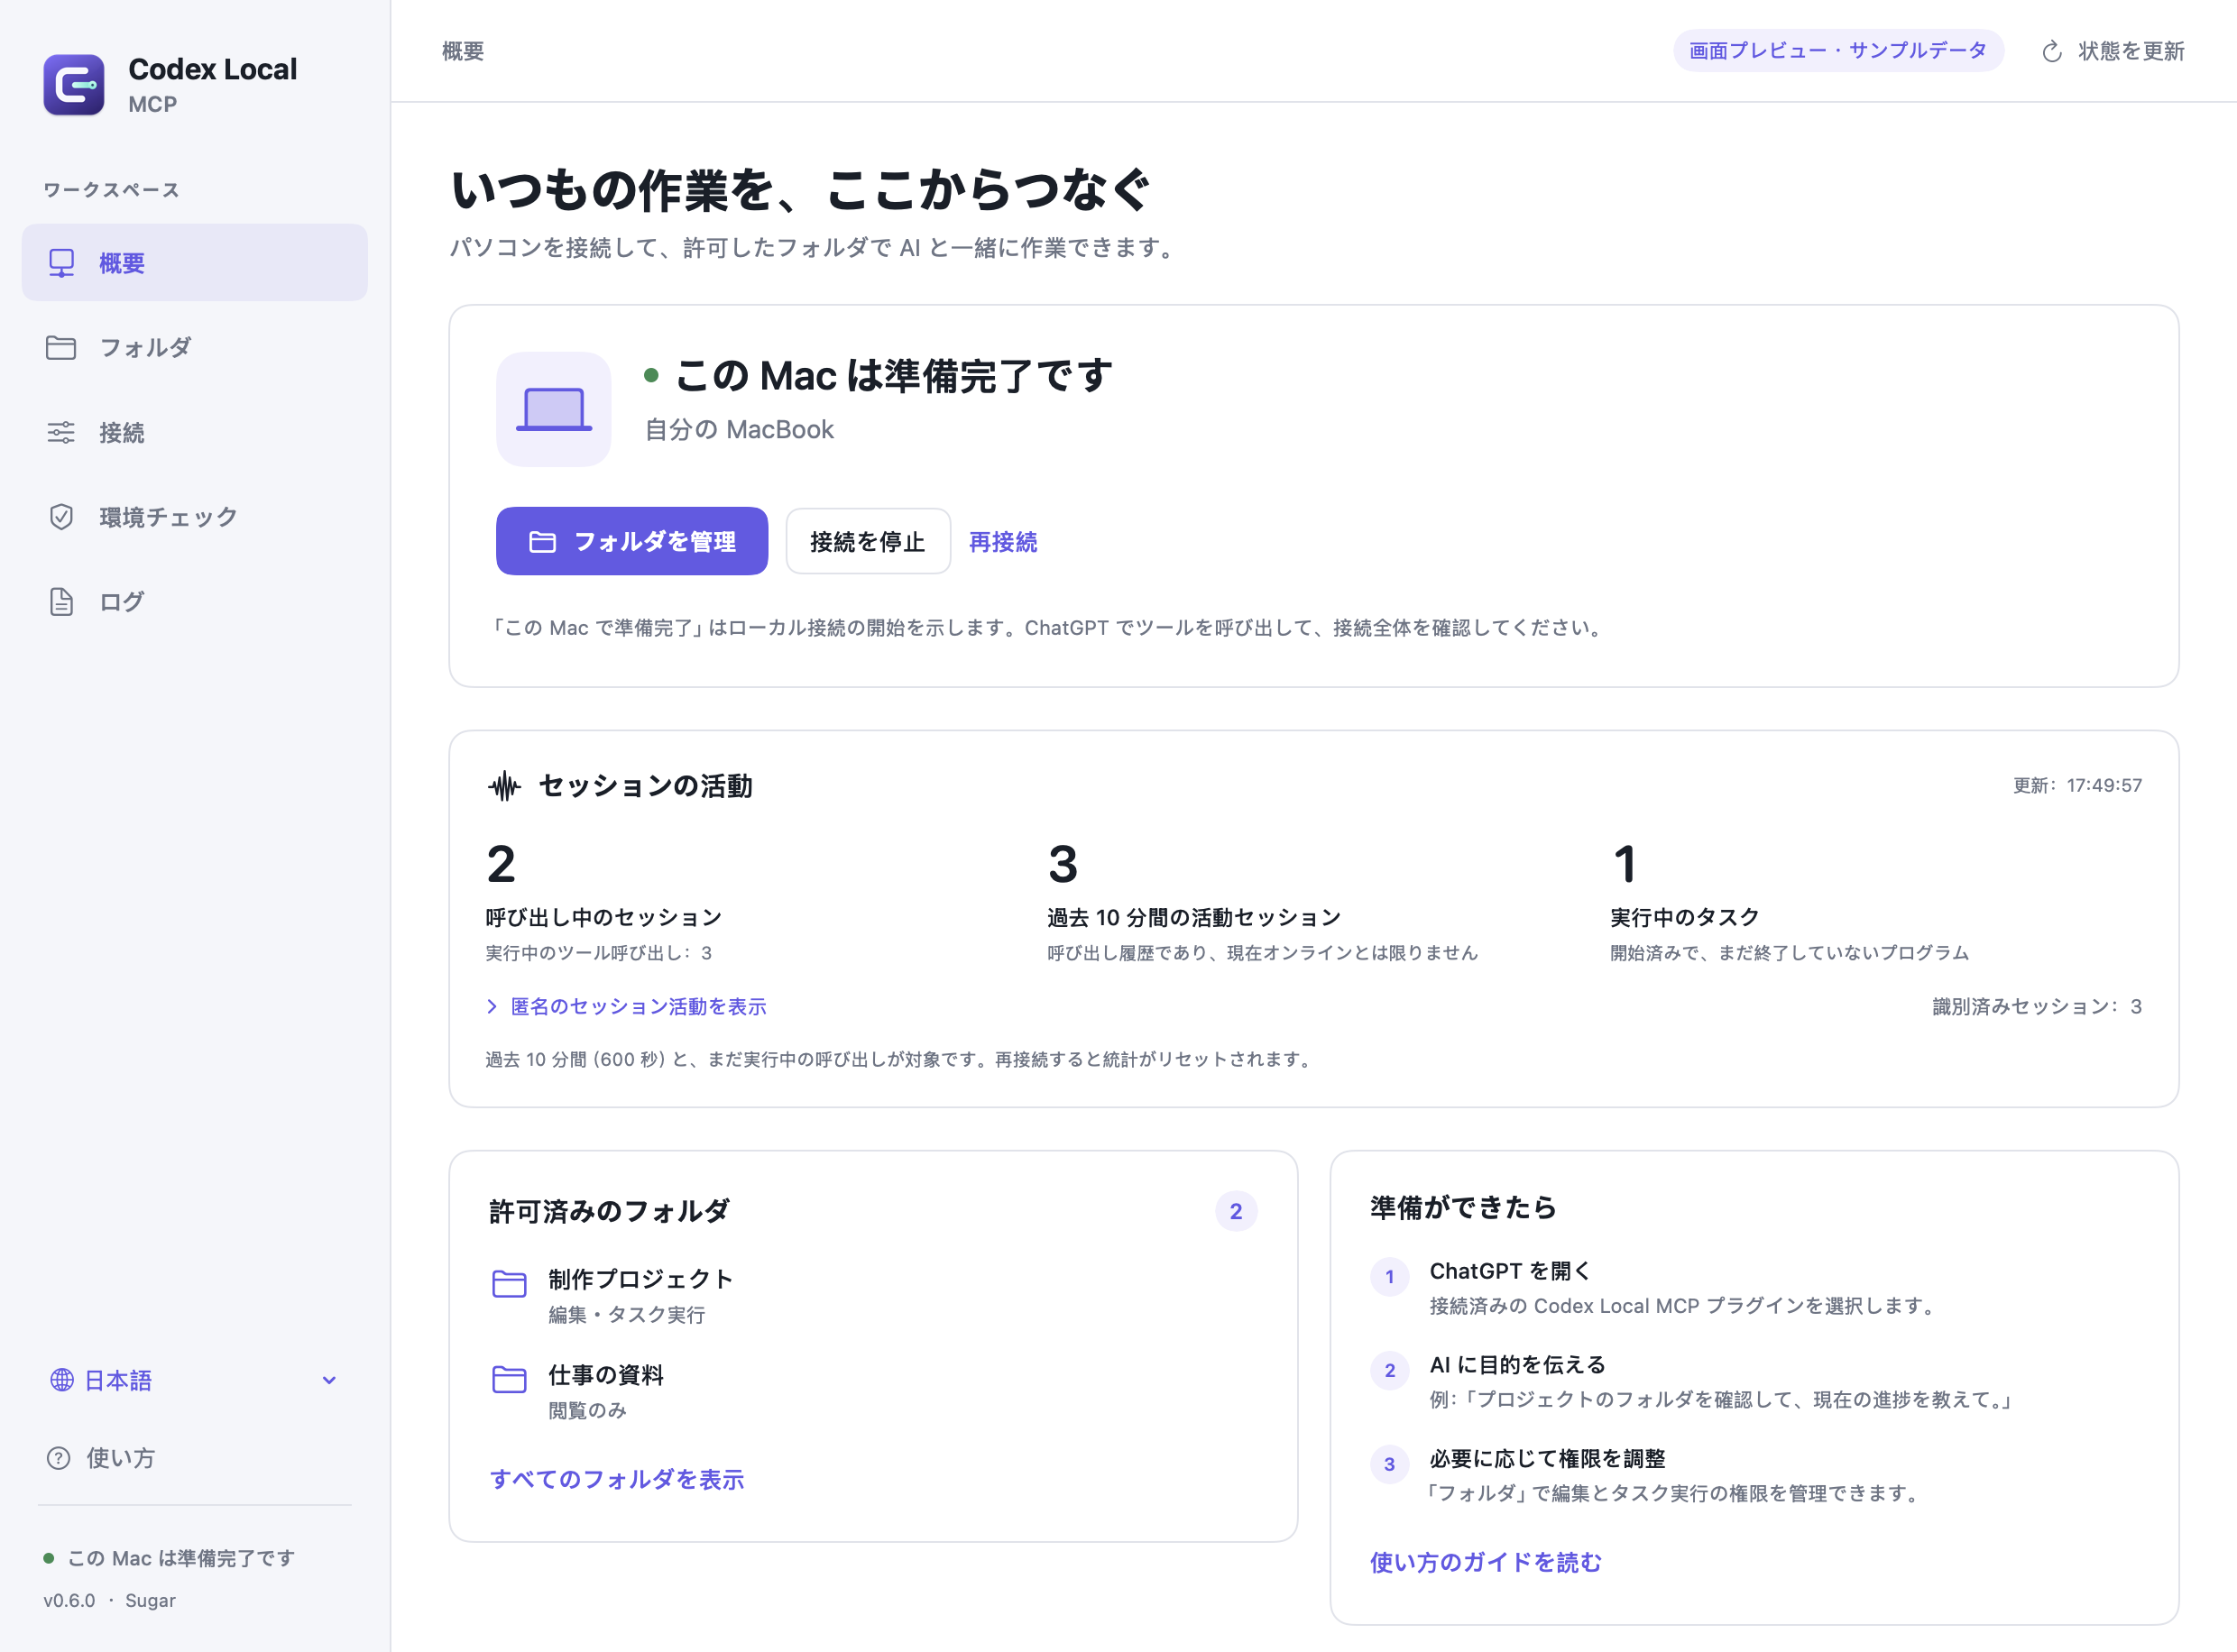 Codex Local
MCP
ワークスペース
概要
フォルダ
接続
環境チェック
ログ
日本語
使い方
この Mac は準備完了です
v0.6.0 · Sugar
概要
画面プレビュー · サンプルデータ
状態を更新
いつもの作業を、ここからつなぐ
パソコンを接続して、許可したフォルダで AI と一緒に作業できます。
この Mac は準備完了です
自分の MacBook
フォルダを管理
接続を停止
再接続
「この Mac で準備完了」はローカル接続の開始を示します。ChatGPT でツールを呼び出して、接続全体を確認してください。
セッションの活動
更新: 17:49:57
2
呼び出し中のセッション
実行中のツール呼び出し: 3
3
過去 10 分間の活動セッション
呼び出し履歴であり、現在オンラインとは限りません
1
実行中のタスク
開始済みで、まだ終了していないプログラム
匿名のセッション活動を表示
識別済みセッション: 3
過去 10 分間 (600 秒) と、まだ実行中の呼び出しが対象です。再接続すると統計がリセットされます。
許可済みのフォルダ
2
制作プロジェクト
編集・タスク実行
仕事の資料
閲覧のみ
すべてのフォルダを表示
準備ができたら
1
ChatGPT を開く
接続済みの Codex Local MCP プラグインを選択します。
2
AI に目的を伝える
例:「プロジェクトのフォルダを確認して、現在の進捗を教えて。」
3
必要に応じて権限を調整
「フォルダ」で編集とタスク実行の権限を管理できます。
使い方のガイドを読む